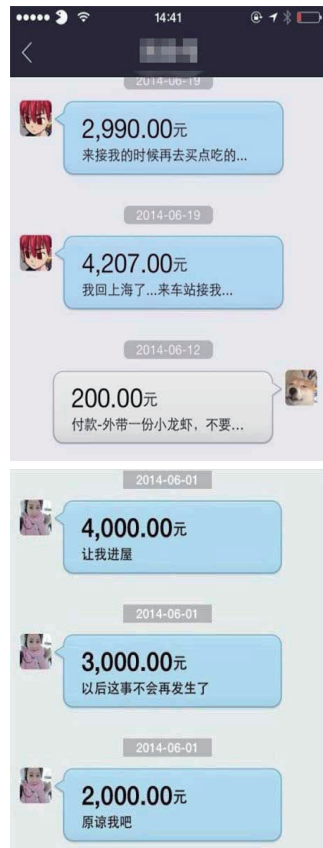 14:41
2014-06-19
2,990.00元
来接我的时候再去买点吃的...
2014-06-19
4,207.00元
我回上海了...来车站接我...
2014-06-12
200.00元
付款-外带一份小龙虾，不要...
2014-06-01
4,000.00元
让我进屋
2014-06-01
3,000.00元
以后这事不会再发生了
2014-06-01
2,000.00元
原谅我吧